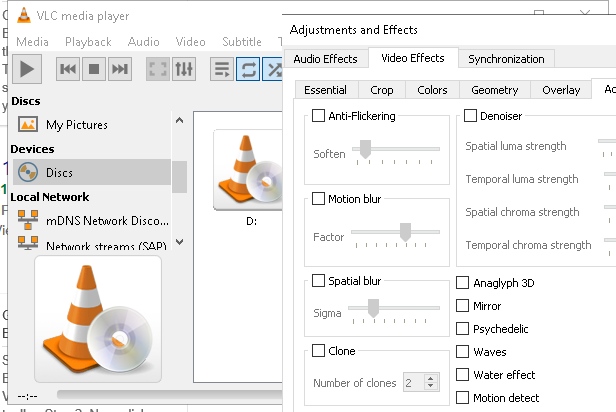 VLC media player
Media Playback Audio Video Subtitle T
Discs
My Pictures
Devices
Discs
Local Network
mDNS Network Disco...
Network streams (SAP)
D:
--:--
Adjustments and Effects
Audio Effects Video Effects Synchronization
Essential Crop Colors Geometry Overlay
Anti-Flickering
Soften
Motion blur
Factor
Spatial blur
Sigma
Clone
Number of clones 2
Denoiser
Spatial luma strength
Temporal luma strength
Spatial chroma strength
Temporal chroma strength
Anaglyph 3D
Mirror
Psychedelic
Waves
Water effect
Motion detect